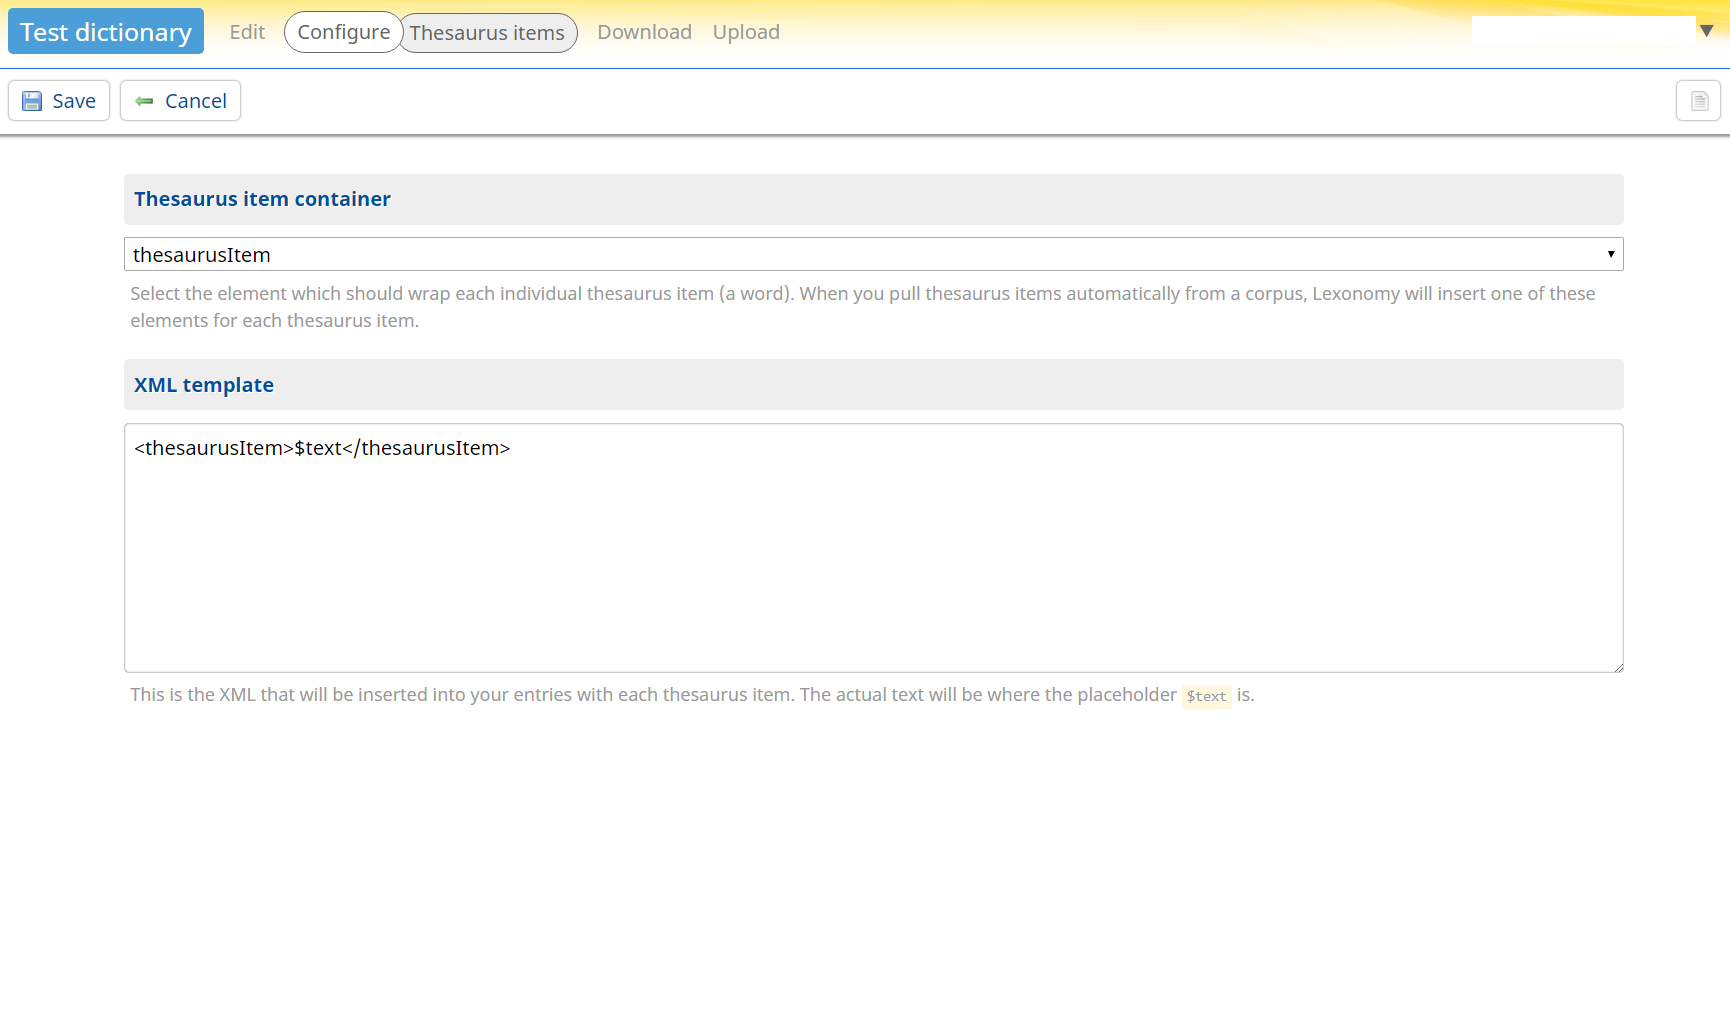 Test dictionary Edit Configure Thesaurus items Download Upload
Save Cancel
Thesaurus item container
thesaurusItem
Select the element which should wrap each individual thesaurus item (a word). When you pull thesaurus items automatically from a corpus, Lexonomy will insert one of these
elements for each thesaurus item.
XML template
<thesaurusItem>$text</thesaurusItem>
This is the XML that will be inserted into your entries with each thesaurus item. The actual text will be where the placeholder $text is.